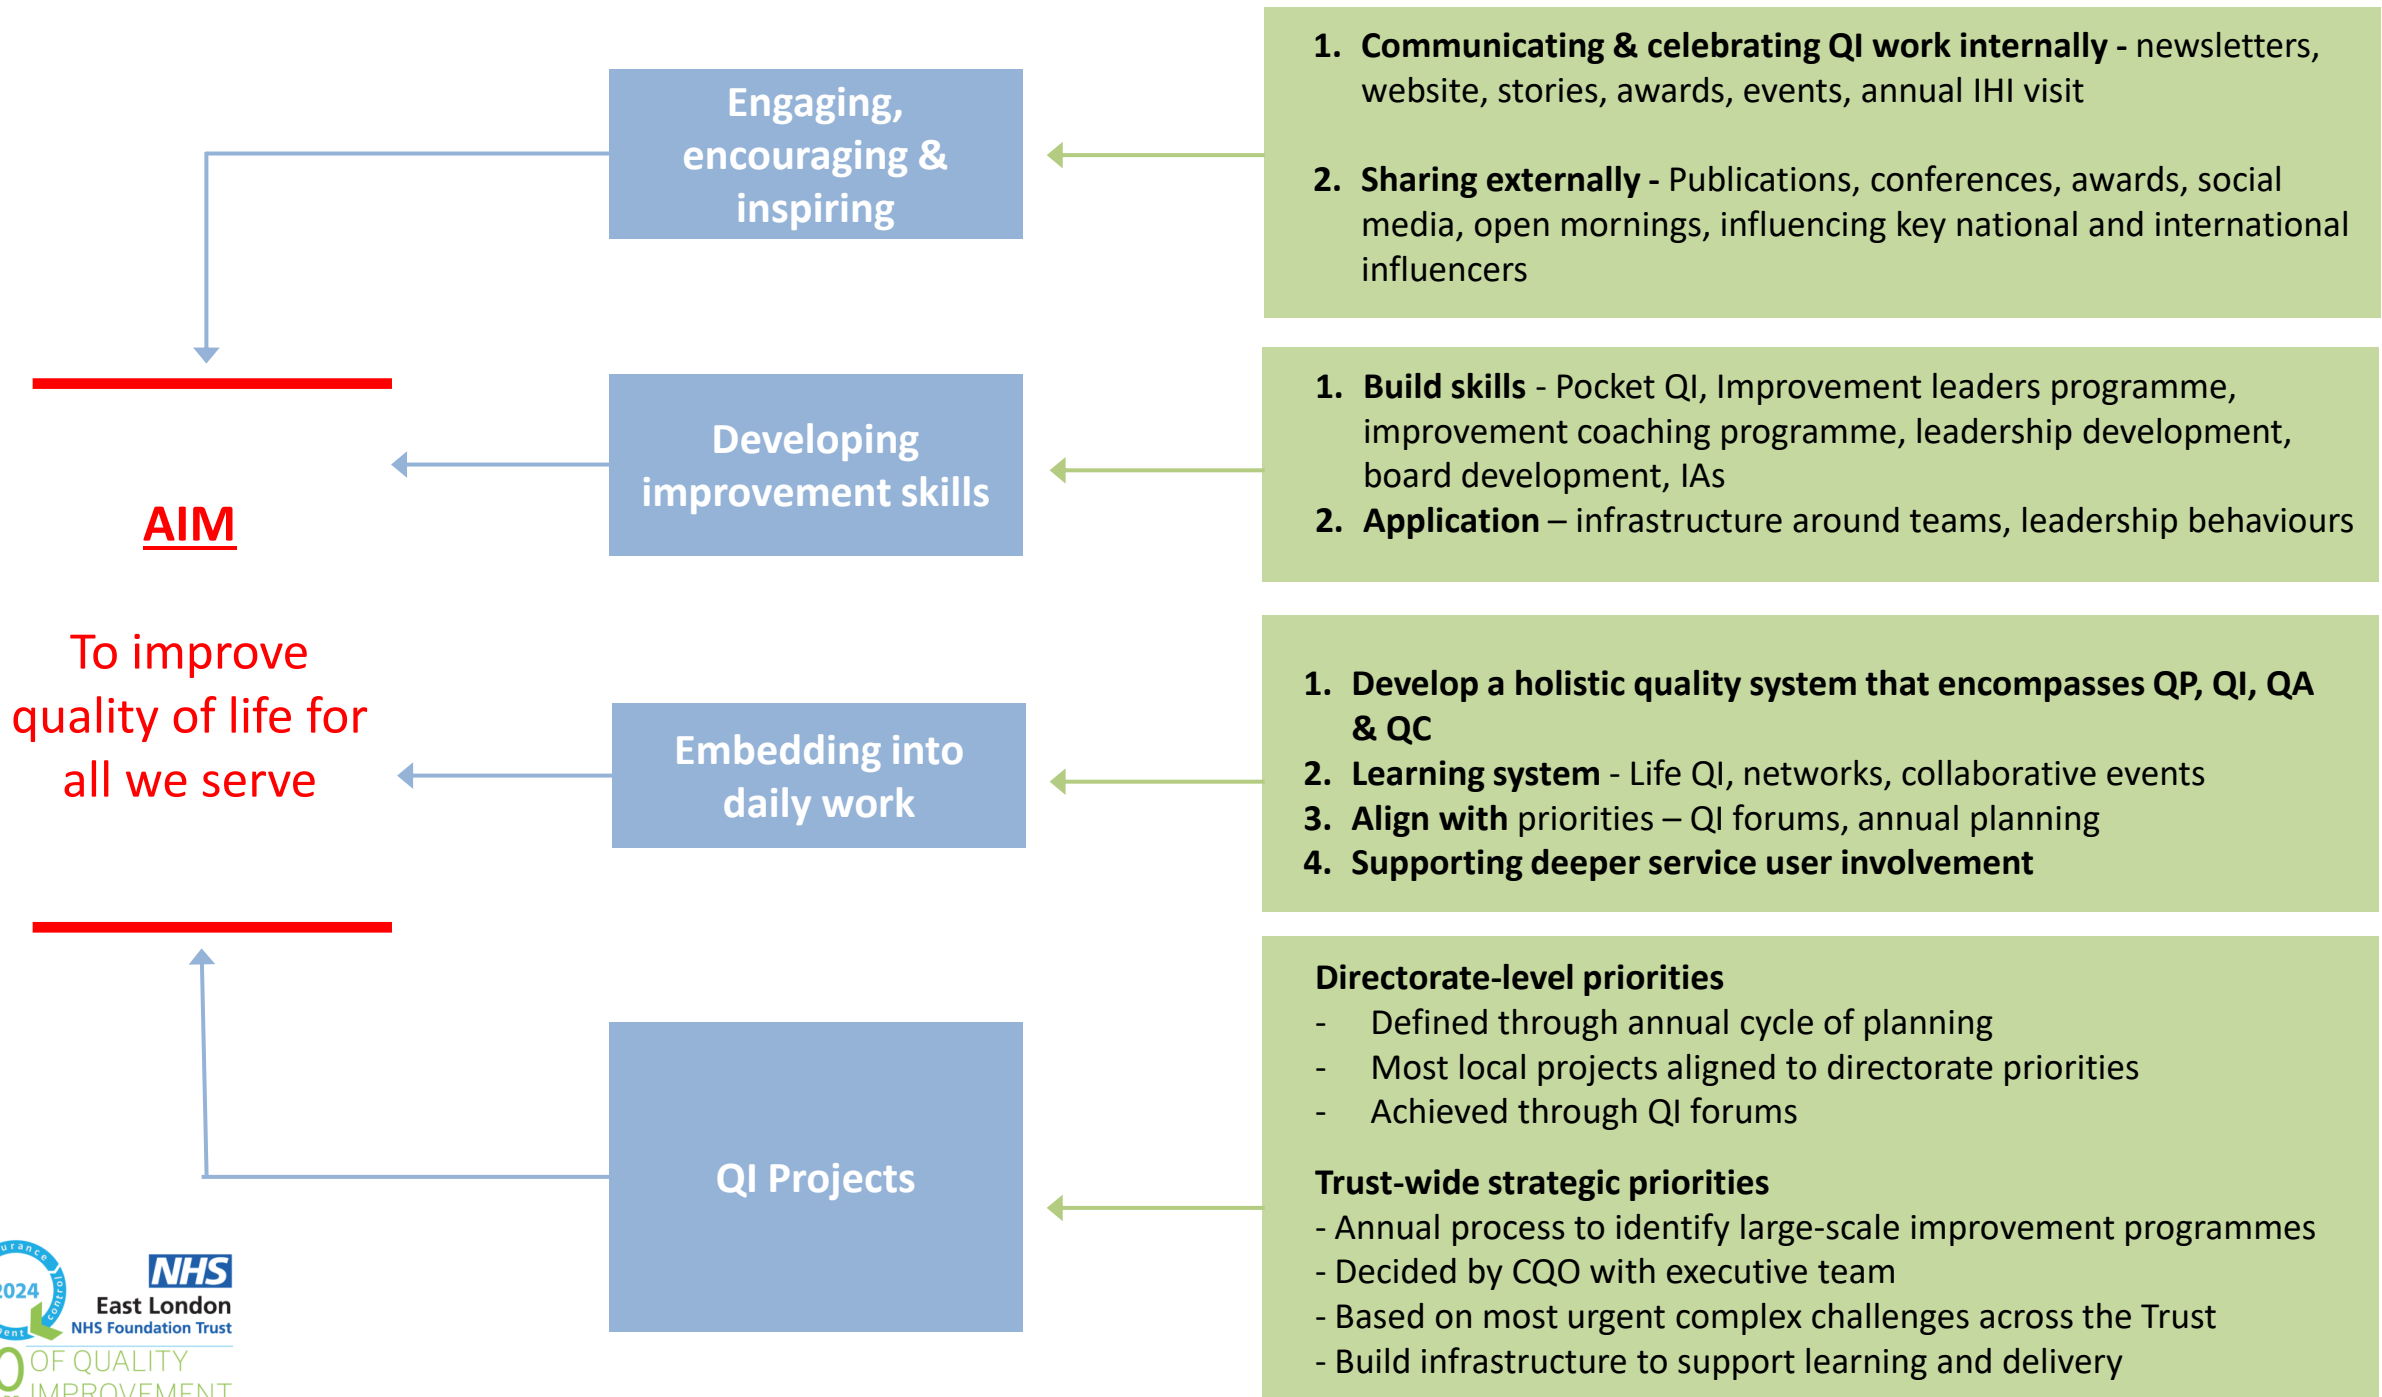 Engaging,
encouraging &
inspiring
1. Communicating & celebrating QI work internally - newsletters,
website, stories, awards, events, annual IHI visit
2. Sharing externally - Publications, conferences, awards, social
media, open mornings, influencing key national and international
influencers
AIM
To improve
quality of life for
all we serve
Developing
improvement skills
1. Build skills - Pocket QI, Improvement leaders programme,
improvement coaching programme, leadership development,
board development, IAs
2. Application – infrastructure around teams, leadership behaviours
Embedding into
daily work
1. Develop a holistic quality system that encompasses QP, QI, QA
& QC
2. Learning system - Life QI, networks, collaborative events
3. Align with priorities – QI forums, annual planning
4. Supporting deeper service user involvement
QI Projects
Directorate-level priorities
- Defined through annual cycle of planning
- Most local projects aligned to directorate priorities
- Achieved through QI forums
Trust-wide strategic priorities
- Annual process to identify large-scale improvement programmes
- Decided by CQO with executive team
- Based on most urgent complex challenges across the Trust
- Build infrastructure to support learning and delivery
2024
control
NHS
East London
NHS Foundation Trust
OF QUALITY
IMPROVEMENT